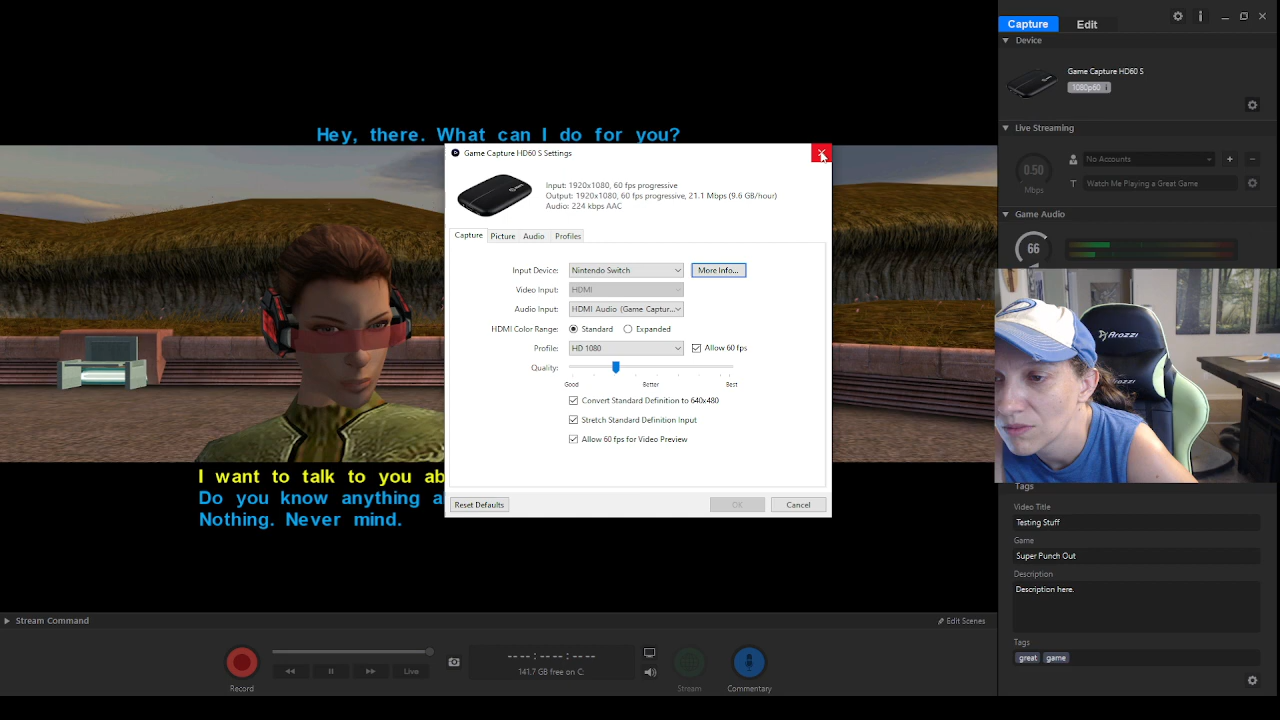 Capture Edit
Device
Game Capture HD60 S
1080p60
Live Streaming
0.50
Mbps
No Accounts
Watch Me Playing a Great Game
Game Audio
66
Hey, there. What can I do for you?
Game Capture HD60 S Settings
Input: 1920x1080, 60 fps progressive
Output: 1920x1080, 60 fps progressive, 21.1 Mbps (9.6 GB/hour)
Audio: 224 kbps AAC
Capture Picture Audio Profiles
Input Device: Nintendo Switch More Info...
Video Input: HDMI
Audio Input: HDMI Audio (Game Captur...
HDMI Color Range: Standard Expanded
Profile: HD 1080 Allow 60 fps
Quality:
Good Better Best
Convert Standard Definition to 640x480
Stretch Standard Definition Input
Allow 60 fps for Video Preview
Reset Defaults OK Cancel
I want to talk to you ab
Do you know anything a
Nothing. Never mind.
Arozzi
Tags
Video Title
Testing Stuff
Game
Super Punch Out
Description
Description here.
Tags
great game
Stream Command
Edit Scenes
Record
Live
-- -- : -- -- : -- --
141.7 GB free on C:
Stream
Commentary